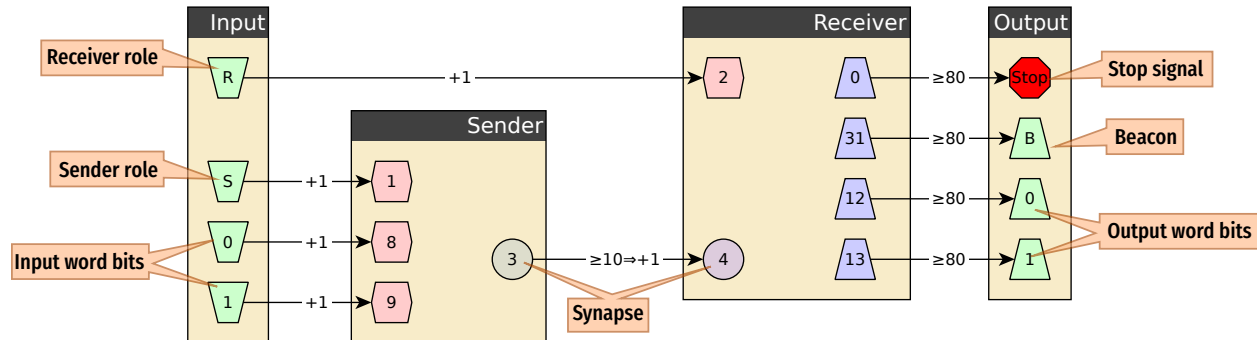 Input
Receiver
Output
Receiver role
R
+1
2
0
≥80
Stop
Stop signal
Sender
31
≥80
B
Beacon
Sender role
S
+1
1
12
≥80
0
Input word bits
0
+1
8
3
≥10⇒+1
4
13
≥80
1
Output word bits
1
+1
9
Synapse